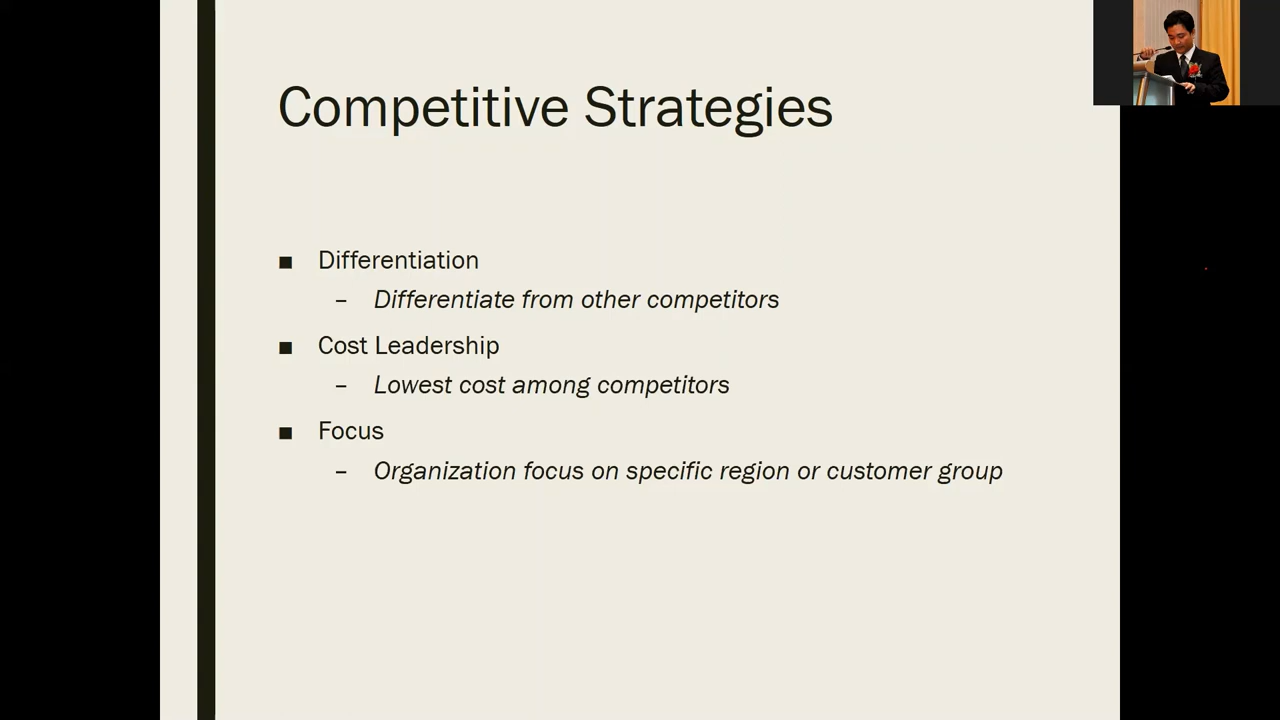 Competitive Strategies
■ Differentiation
– Differentiate from other competitors
■ Cost Leadership
– Lowest cost among competitors
■ Focus
– Organization focus on specific region or customer group